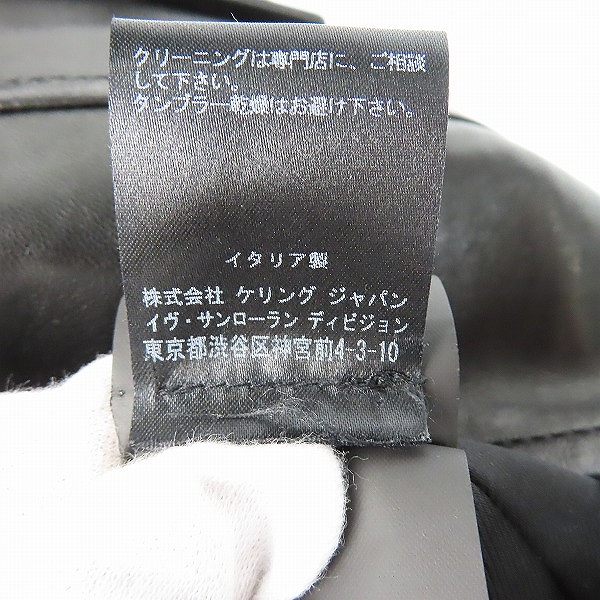 クリーニングは専門店に、ご相談
して下さい。
タンブラー乾燥はお避け下さい。
イタリア製
株式会社 ケリング ジャパン
イヴ・サンローラン ディビジョン
東京都渋谷区神宮前4-3-10